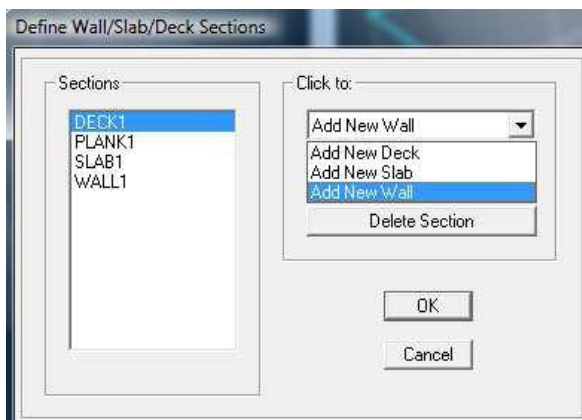 Define Wall/Slab/Deck Sections
Sections
DECK1
PLANK1
SLAB1
WALL1
Click to:
Add New Wall
Add New Deck
Add New Slab
Add New Wall
Delete Section
OK
Cancel